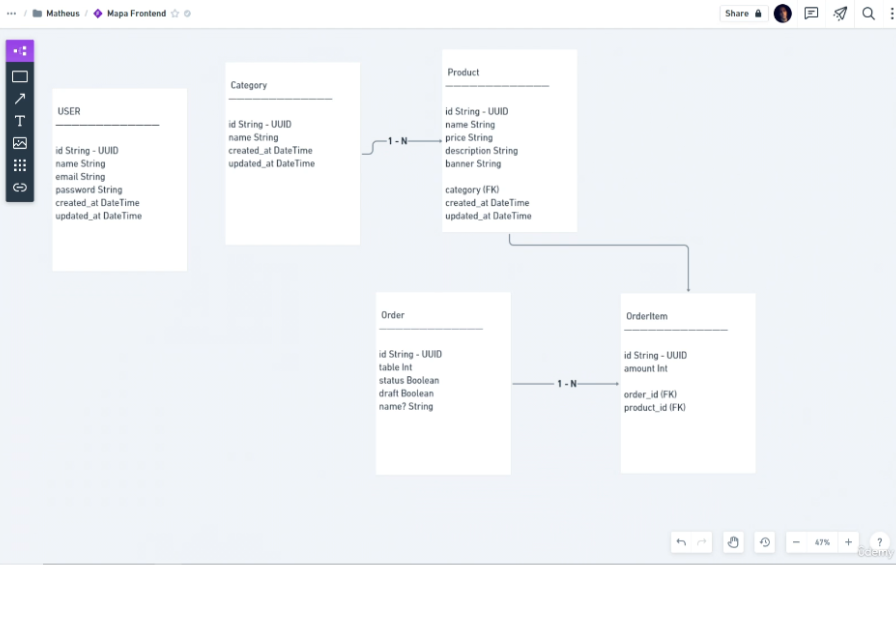 ··· / Matheus / Mapa Frontend
Share
USER
id String - UUID
name String
email String
password String
created_at DateTime
updated_at DateTime
Category
id String - UUID
name String
created_at DateTime
updated_at DateTime
1 - N
Product
id String - UUID
name String
price String
description String
banner String
category (FK)
created_at DateTime
updated_at DateTime
Order
id String - UUID
table Int
status Boolean
draft Boolean
name? String
1 - N
OrderItem
id String - UUID
amount Int
order_id (FK)
product_id (FK)
T
− 47% + ?
Udemy